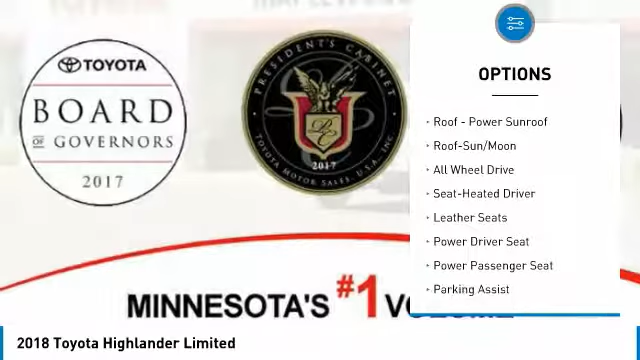 TOYOTA
BOARD
OF GOVERNORS
2017
PRESIDENT'S CABINET
2017
TOYOTA MOTOR SALES, U.S.A., INC.
MINNESOTA'S #1
OPTIONS
Roof - Power Sunroof
Roof-Sun/Moon
All Wheel Drive
Seat-Heated Driver
Leather Seats
Power Driver Seat
Power Passenger Seat
Parking Assist
2018 Toyota Highlander Limited